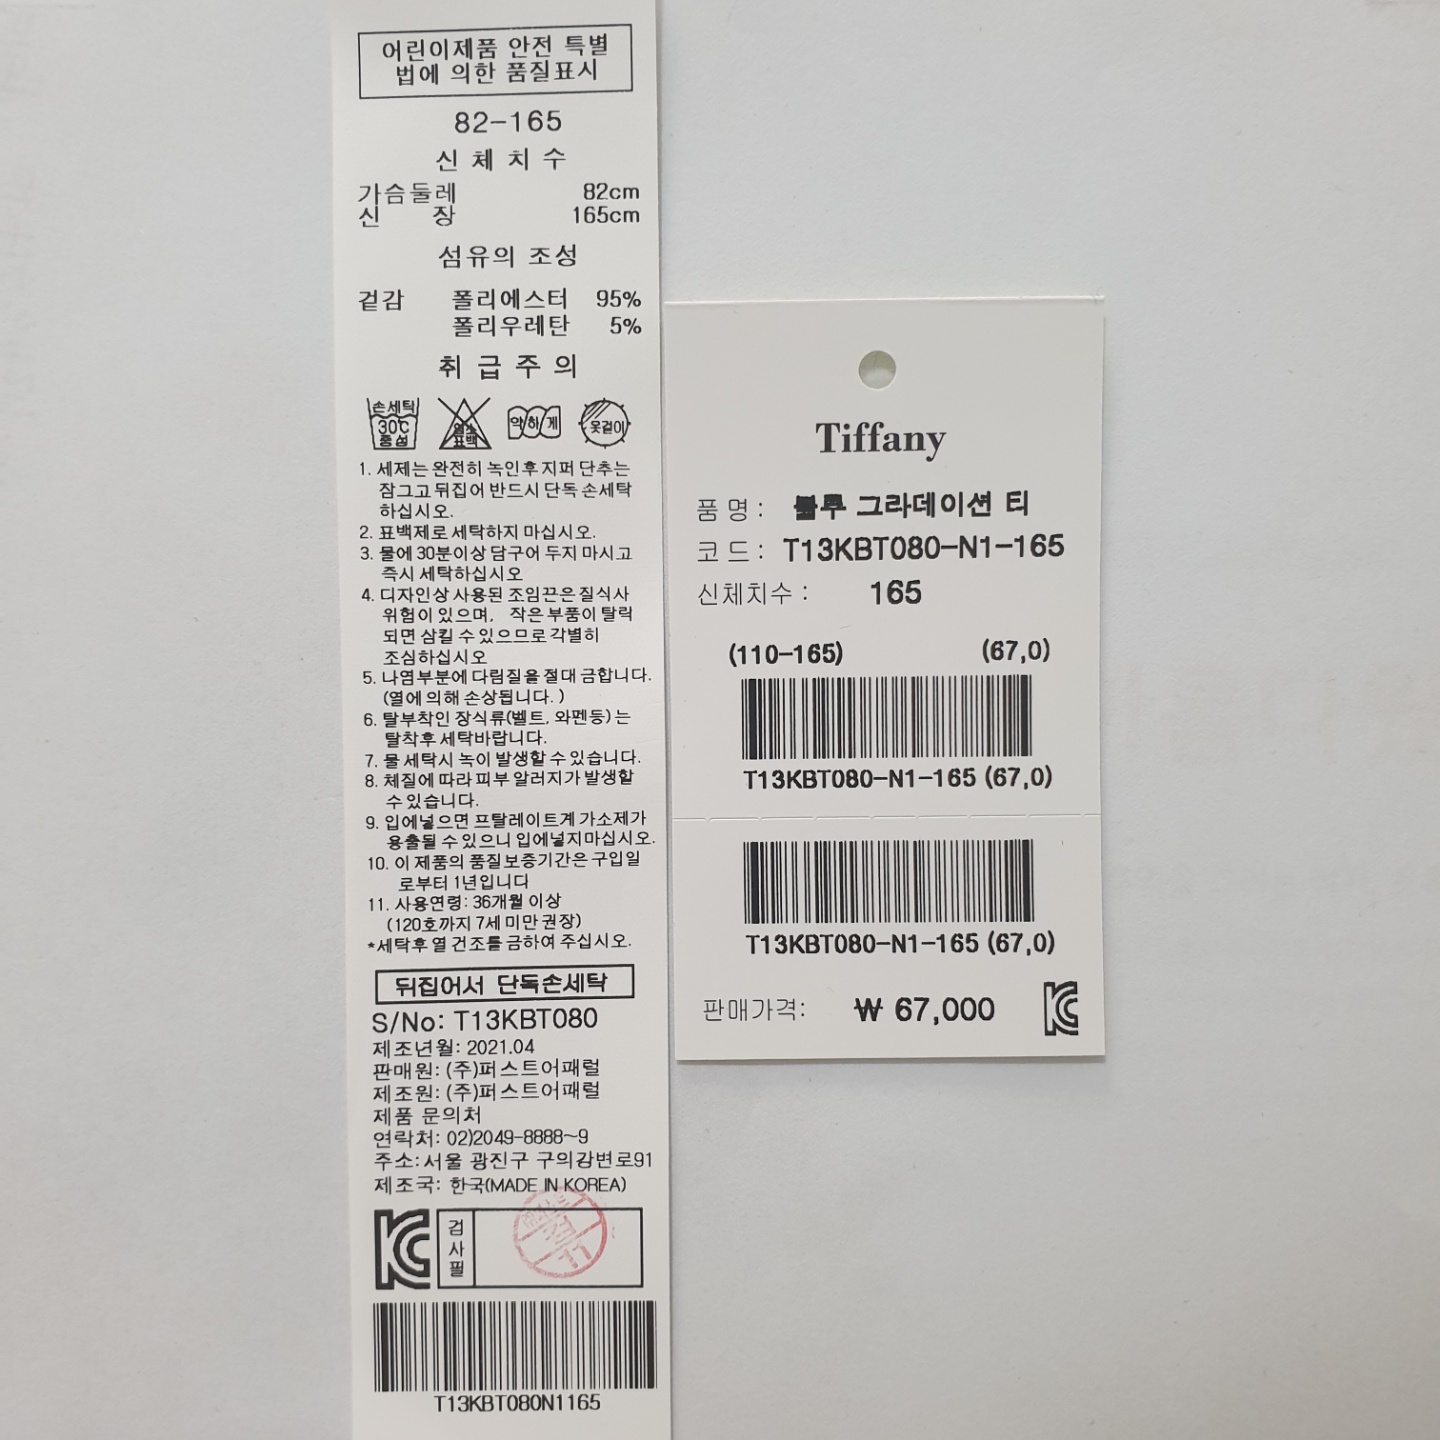 어린이제품 안전 특별
법에 의한 품질표시
82-165
신 체 치 수
가슴둘레 82cm
신 장 165cm
섬유의 조성
겉감 폴리에스터 95%
폴리우레탄 5%
취 급 주 의
손세탁
30℃
중성
염소
표백
약하게
옷걸이
1. 세제는 완전히 녹인후 지퍼 단추는
잠그고 뒤집어 반드시 단독 손세탁
하십시오.
2. 표백제로 세탁하지 마십시오.
3. 물에 30분이상 담구어 두지 마시고
즉시 세탁하십시오
4. 디자인상 사용된 조임끈은 질식사
위험이 있으며, 작은 부품이 탈락
되면 삼킬 수 있으므로 각별히
조심하십시오
5. 나염부분에 다림질을 절대 금합니다.
(열에 의해 손상됩니다. )
6. 탈부착인 장식류(벨트, 와펜등) 는
탈착후 세탁바랍니다.
7. 물 세탁시 녹이 발생할 수 있습니다.
8. 체질에 따라 피부 알러지가 발생할
수 있습니다.
9. 입에넣으면 프탈레이트계 가소제가
용출될 수 있으니 입에넣지마십시오.
10. 이 제품의 품질보증기간은 구입일
로부터 1년입니다
11. 사용연령: 36개월 이상
(120호까지 7세 미만 권장)
*세탁후 열 건조를 금하여 주십시오.
뒤집어서 단독손세탁
S/No: T13KBT080
제조년월: 2021.04
판매원: (주)퍼스트어패럴
제조원: (주)퍼스트어패럴
제품 문의처
연락처: 02)2049-8888~9
주소: 서울 광진구 구의강변로91
제조국: 한국(MADE IN KOREA)
검
사
필
11
T13KBT080N1165
Tiffany
품 명 : 블루 그라데이션 티
코 드 : T13KBT080-N1-165
신체치수 : 165
(110-165) (67,0)
T13KBT080-N1-165 (67,0)
T13KBT080-N1-165 (67,0)
판매가격: ₩ 67,000